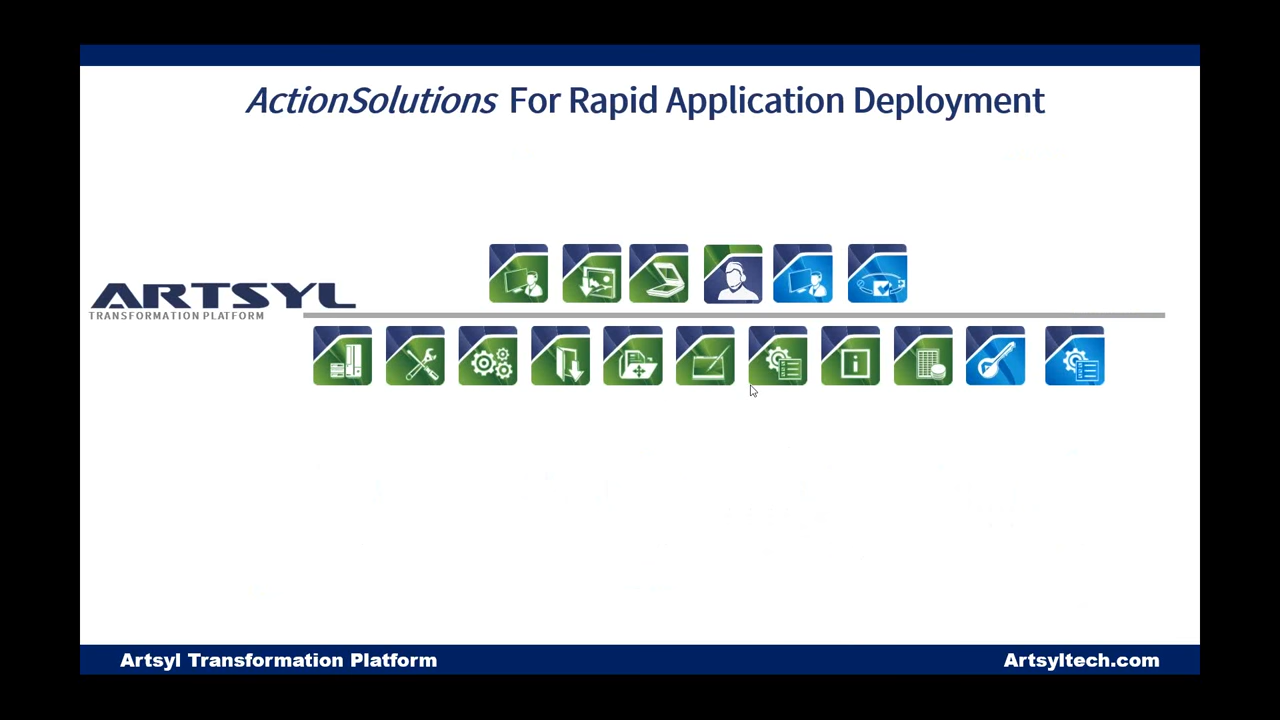 ActionSolutions For Rapid Application Deployment
ARTSYL
TRANSFORMATION PLATFORM
Artsyl Transformation Platform
Artsyltech.com